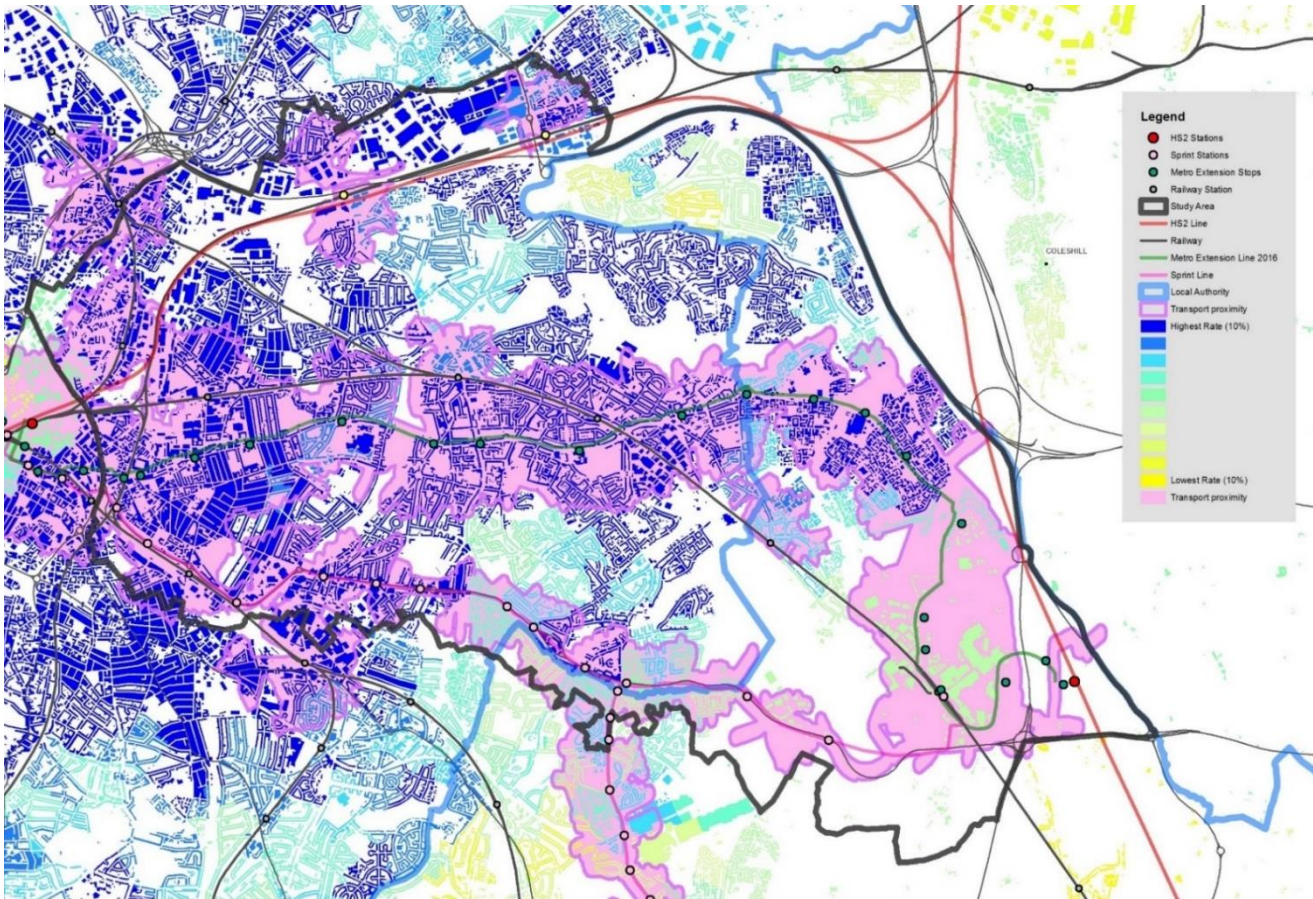 COLESHILL
Legend
HS2 Stations
Sprint Stations
Metro Extension Stops
Railway Station
Study Area
HS2 Line
Railway
Metro Extension Line 2016
Sprint Line
Local Authority
Transport proximity
Highest Rate (10%)
Lowest Rate (10%)
Transport proximity